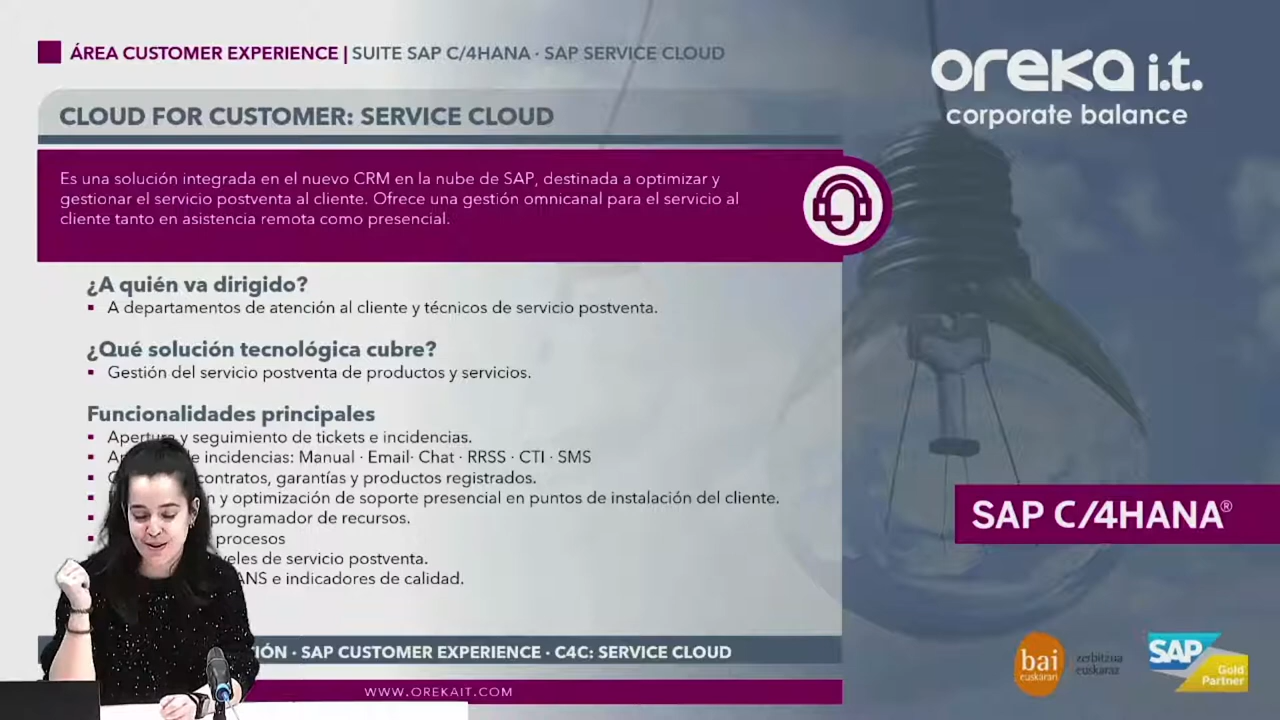 ÁREA CUSTOMER EXPERIENCE | SUITE SAP C/4HANA · SAP SERVICE CLOUD
oreka i.t.
corporate balance
CLOUD FOR CUSTOMER: SERVICE CLOUD
Es una solución integrada en el nuevo CRM en la nube de SAP, destinada a optimizar y
gestionar el servicio postventa al cliente. Ofrece una gestión omnicanal para el servicio al
cliente tanto en asistencia remota como presencial.
¿A quién va dirigido?
▪ A departamentos de atención al cliente y técnicos de servicio postventa.
¿Qué solución tecnológica cubre?
▪ Gestión del servicio postventa de productos y servicios.
Funcionalidades principales
▪ Apertura y seguimiento de tickets e incidencias.
▪ incidencias: Manual · Email· Chat · RRSS · CTI · SMS
▪ contratos, garantías y productos registrados.
▪ y optimización de soporte presencial en puntos de instalación del cliente.
▪ programador de recursos.
▪ procesos
de servicio postventa.
ANS e indicadores de calidad.
SAP C/4HANA®
· SAP CUSTOMER EXPERIENCE · C4C: SERVICE CLOUD
WWW.OREKAIT.COM
bai
euskarari
zerbitzua
euskaraz
SAP
Gold
Partner